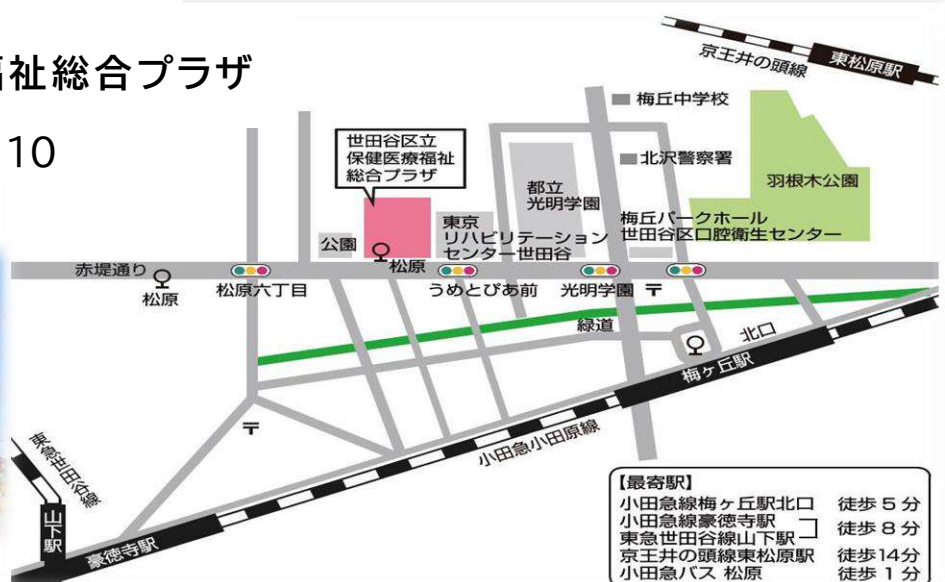 祉総合プラザ
10
京王井の頭線
東松原駅
梅丘中学校
世田谷区立
保健医療福祉
総合プラザ
北沢警察署
羽根木公園
都立
光明学園
梅丘パークホール
世田谷区口腔衛生センター
東京
リハビリテーション
センター世田谷
公園
松原
赤堤通り
松原
松原六丁目
うめとぴあ前
光明学園
〒
緑道
北口
梅ヶ丘駅
〒
小田急小田原線
東急世田谷線
山下駅
豪徳寺駅
【最寄駅】
小田急線梅ヶ丘駅北口 徒歩5分
小田急線豪徳寺駅
東急世田谷線山下駅 徒歩8分
京王井の頭線東松原駅 徒歩14分
小田急バス 松原 徒歩1分